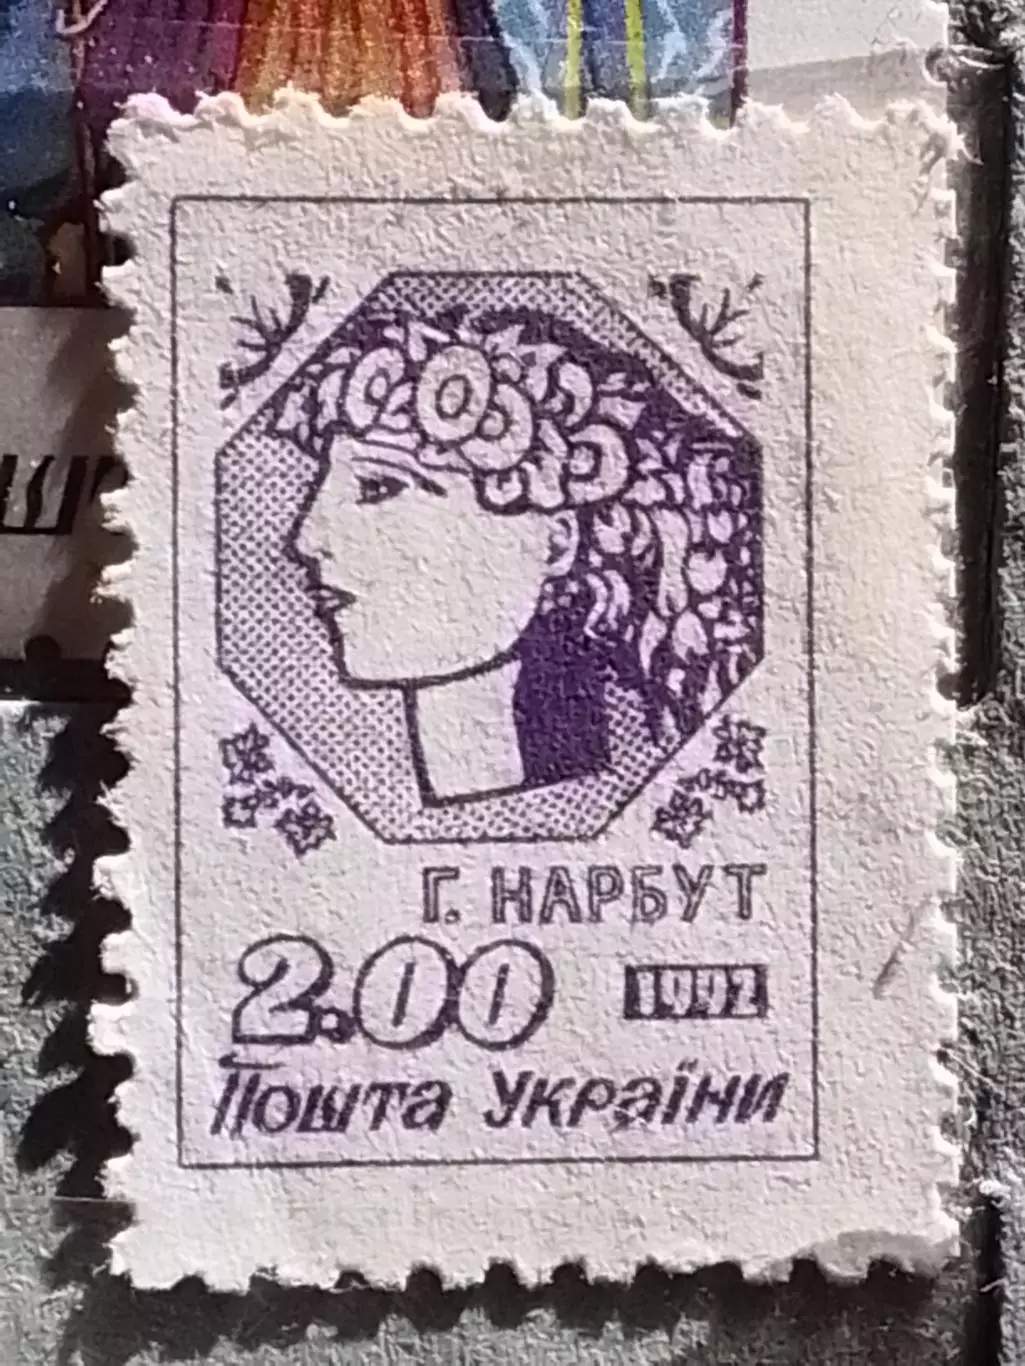 Ш
Г. НАРБУТ
2.00 1992
Пошта України